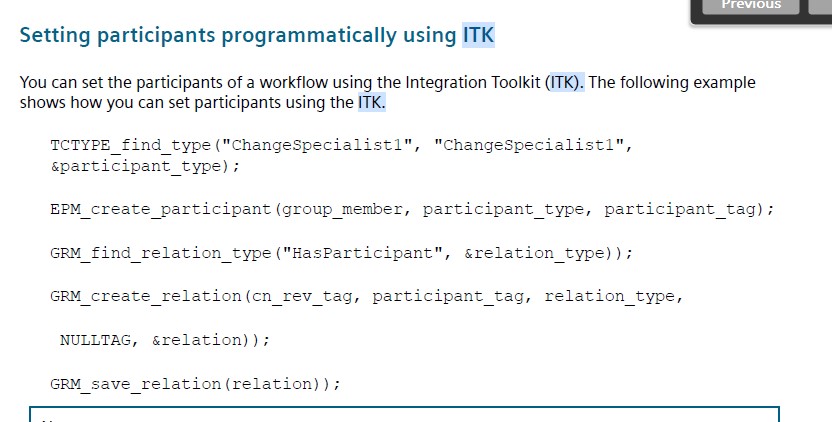 Previous
Setting participants programmatically using ITK
You can set the participants of a workflow using the Integration Toolkit (ITK). The following example
shows how you can set participants using the ITK.
TCTYPE_find_type("ChangeSpecialist1", "ChangeSpecialist1",
&participant_type);
EPM_create_participant(group_member, participant_type, participant_tag);
GRM_find_relation_type("HasParticipant", &relation_type));
GRM_create_relation(cn_rev_tag, participant_tag, relation_type,
NULLTAG, &relation));
GRM_save_relation(relation));